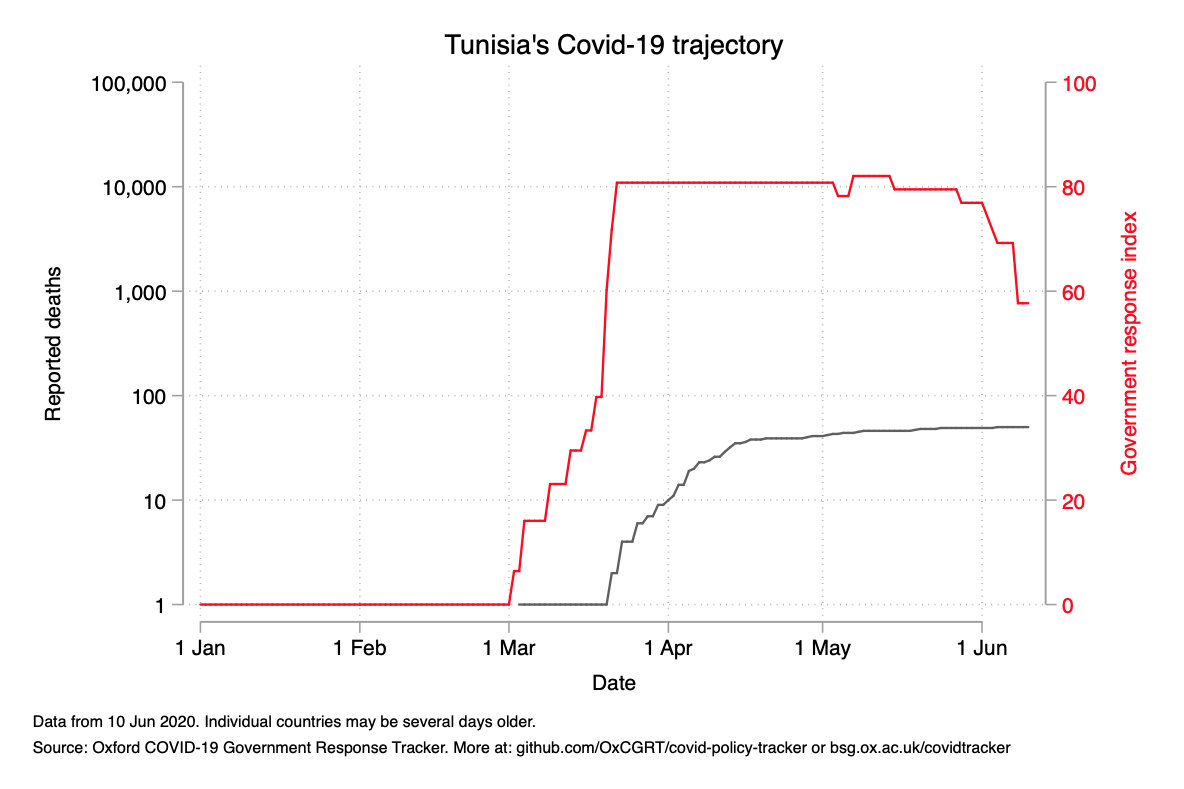 Tunisia's Covid-19 trajectory
100,000
10,000
1,000
100
10
1
Reported deaths
100
80
60
40
20
0
Government response index
1 Jan
1 Feb
1 Mar
1 Apr
1 May
1 Jun
Date
Data from 10 Jun 2020. Individual countries may be several days older.
Source: Oxford COVID-19 Government Response Tracker. More at: github.com/OxCGRT/covid-policy-tracker or bsg.ox.ac.uk/covidtracker